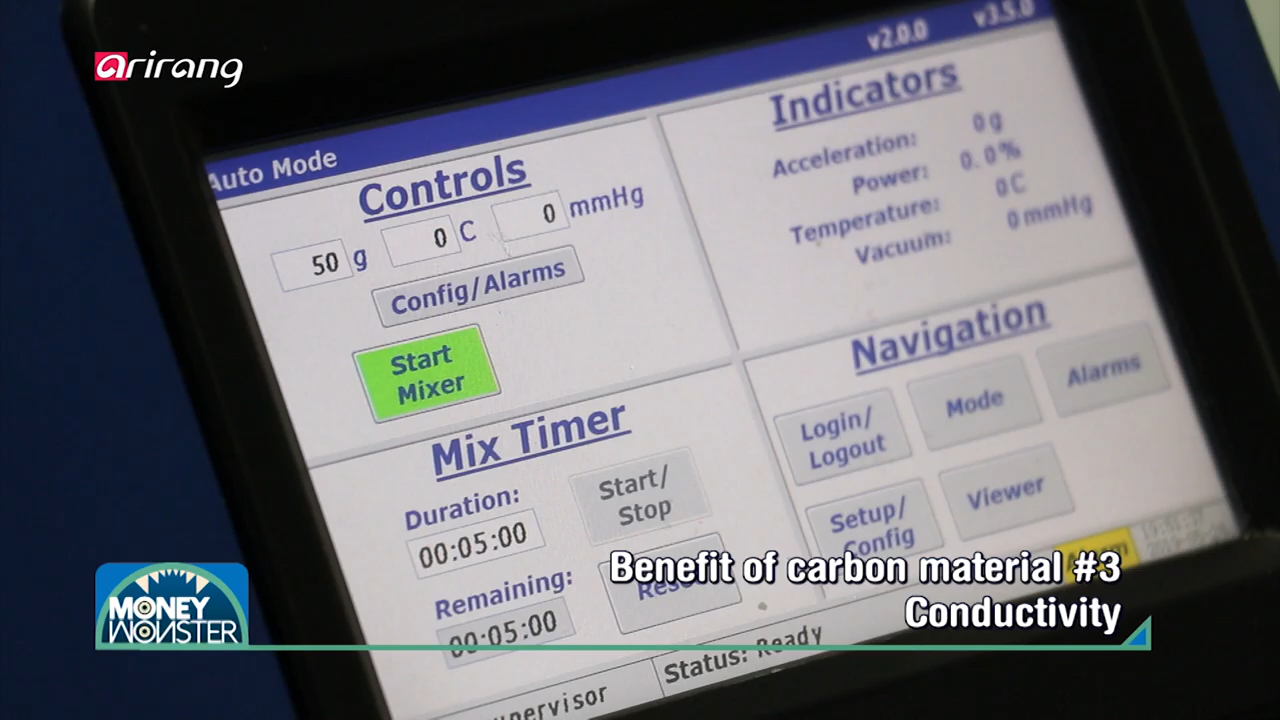 arirang
v2.0.0
v3.5.0
Auto Mode
Controls
50 g
0 C
0 mmHg
Config/Alarms
Start
Mixer
Indicators
Acceleration: 0 g
Power: 0.0%
Temperature: 0C
Vacuum: 0 mmHg
Mix Timer
Duration:
00:05:00
Start/
Stop
Remaining:
00:05:00
Navigation
Login/
Logout
Mode
Alarms
Setup/
Config
Viewer
Status: Ready
Benefit of carbon material #3
Conductivity
MONEY
MONSTER